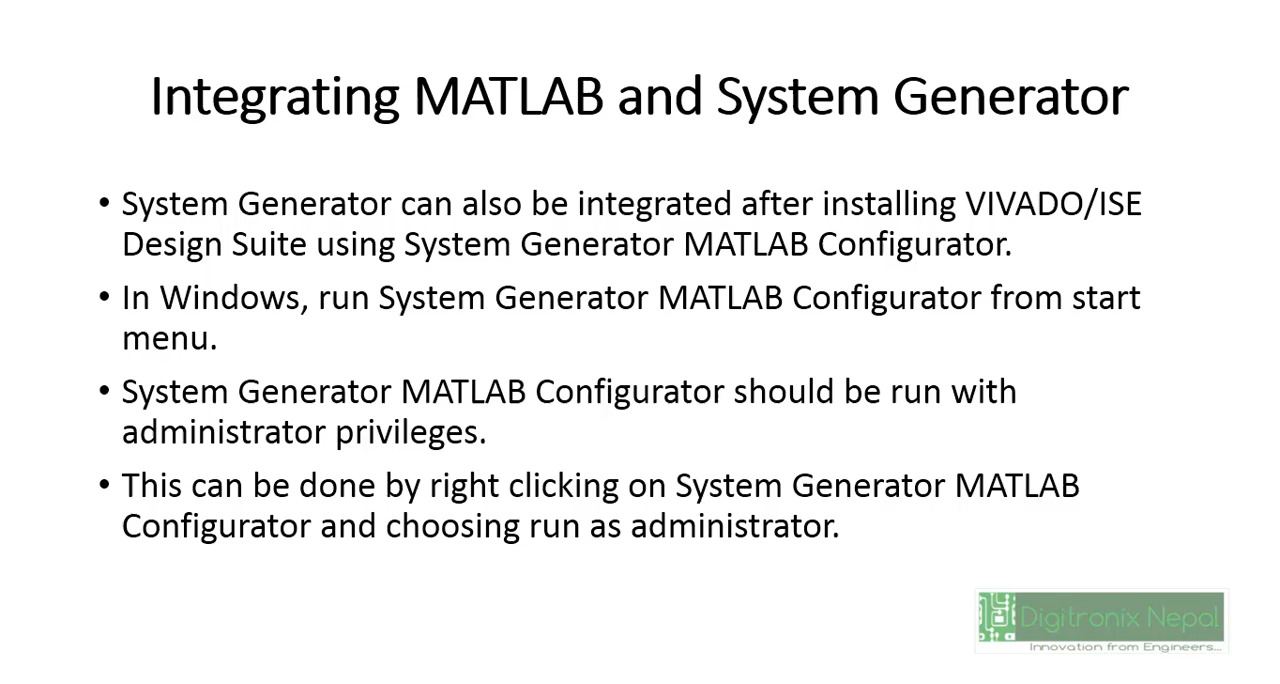 Integrating MATLAB and System Generator
• System Generator can also be integrated after installing VIVADO/ISE
Design Suite using System Generator MATLAB Configurator.
• In Windows, run System Generator MATLAB Configurator from start
menu.
• System Generator MATLAB Configurator should be run with
administrator privileges.
• This can be done by right clicking on System Generator MATLAB
Configurator and choosing run as administrator.
Digitronix Nepal
Innovation from Engineers...